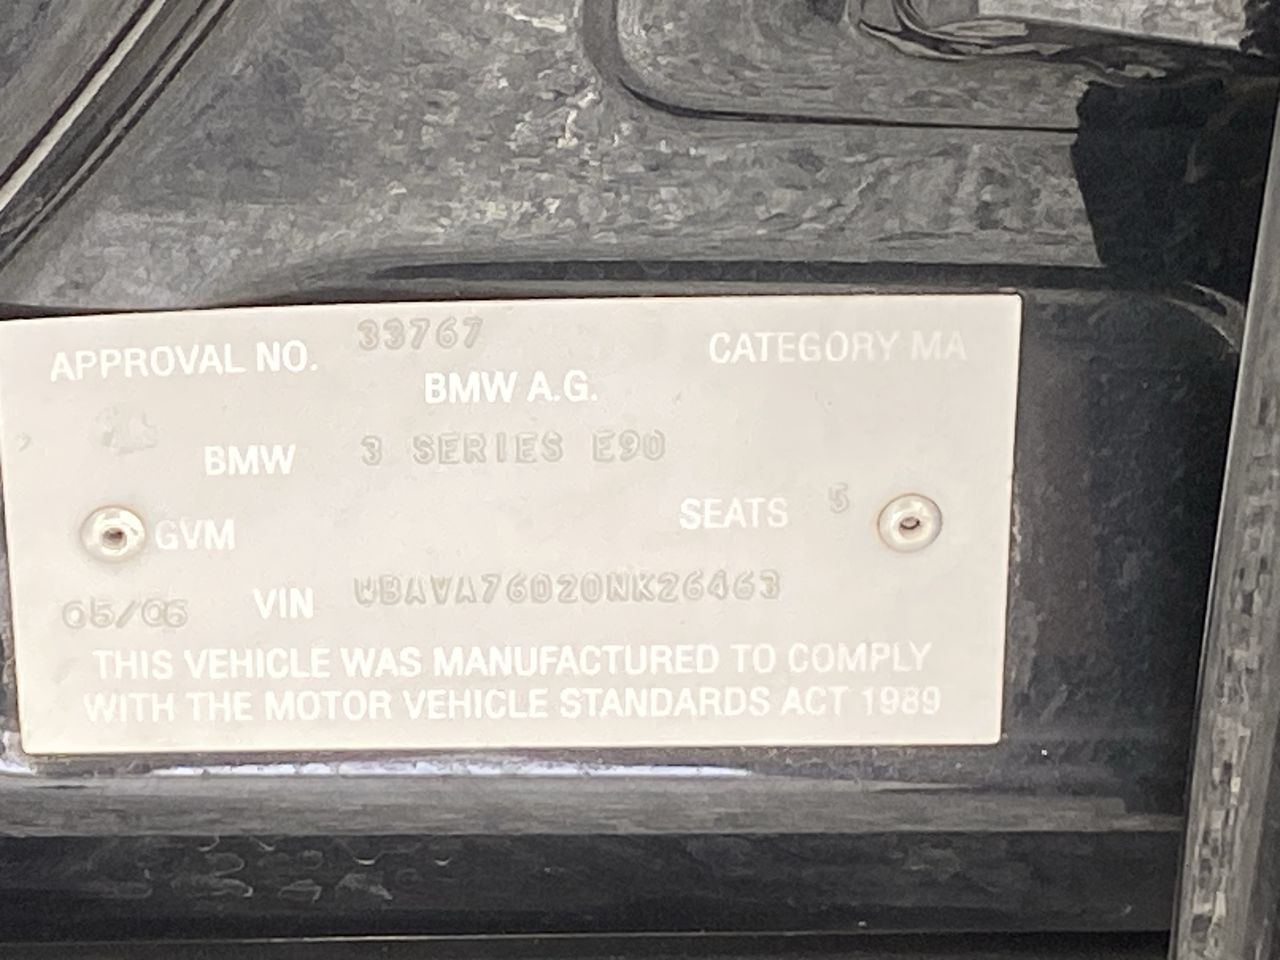 APPROVAL NO. 33767 CATEGORY MA
BMW A.G.
BMW 3 SERIES E90
GVM SEATS 5
05/06 VIN WBAVA76020NK26463
THIS VEHICLE WAS MANUFACTURED TO COMPLY
WITH THE MOTOR VEHICLE STANDARDS ACT 1989